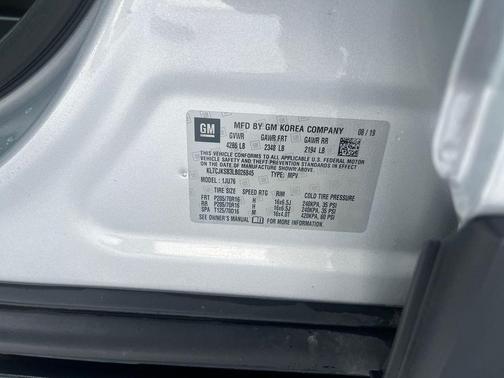 GM
MFD BY GM KOREA COMPANY 08/19
GVWR GAWR FRT GAWR RR
4266 LB 2348 LB 2194 LB
THIS VEHICLE CONFORMS TO ALL APPLICABLE U.S. FEDERAL MOTOR
VEHICLE SAFETY AND THEFT PREVENTION STANDARDS IN EFFECT ON THE
DATE OF MANUFACTURE SHOWN ABOVE.
TYPE: MPV
MODEL: 1JU76
TIRE SIZE SPEED RTG RIM COLD TIRE PRESSURE
FRT P205/70R16 H 16x6.5J 240KPA, 35 PSI
RR P205/70R16 H 16x6.5J 240KPA, 35 PSI
SPA T125/70D16 M 16x4.0T 420KPA, 60 PSI
SEE OWNER'S MANUAL FOR MORE INFORMATION.